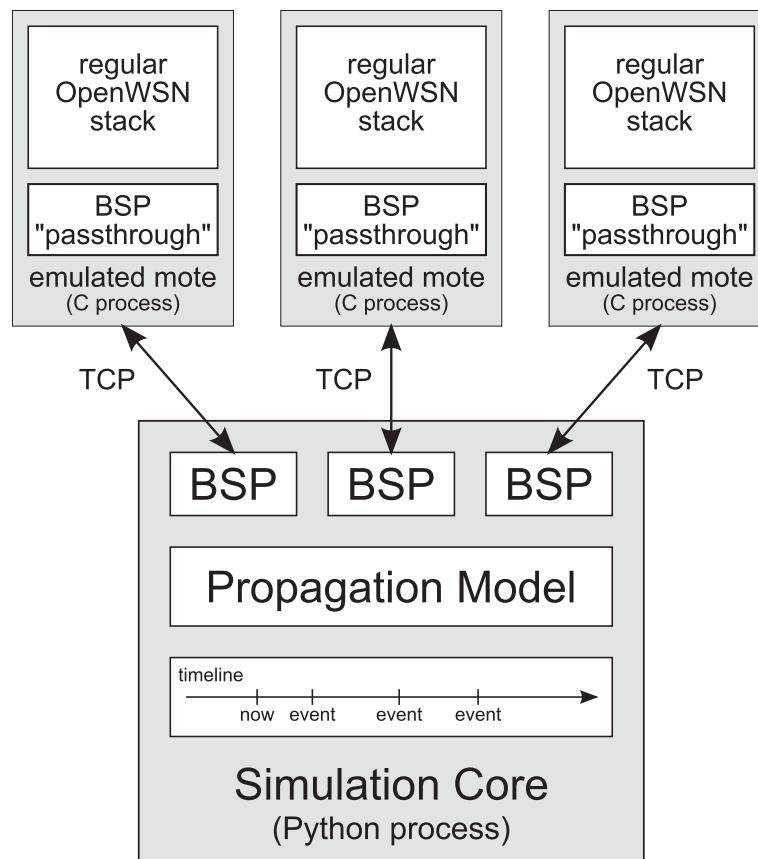 regular
OpenWSN
stack
BSP
"passthrough"
emulated mote
(C process)
regular
OpenWSN
stack
BSP
"passthrough"
emulated mote
(C process)
regular
OpenWSN
stack
BSP
"passthrough"
emulated mote
(C process)
TCP
TCP
TCP
BSP
BSP
BSP
Propagation Model
timeline
now event event event
Simulation Core
(Python process)